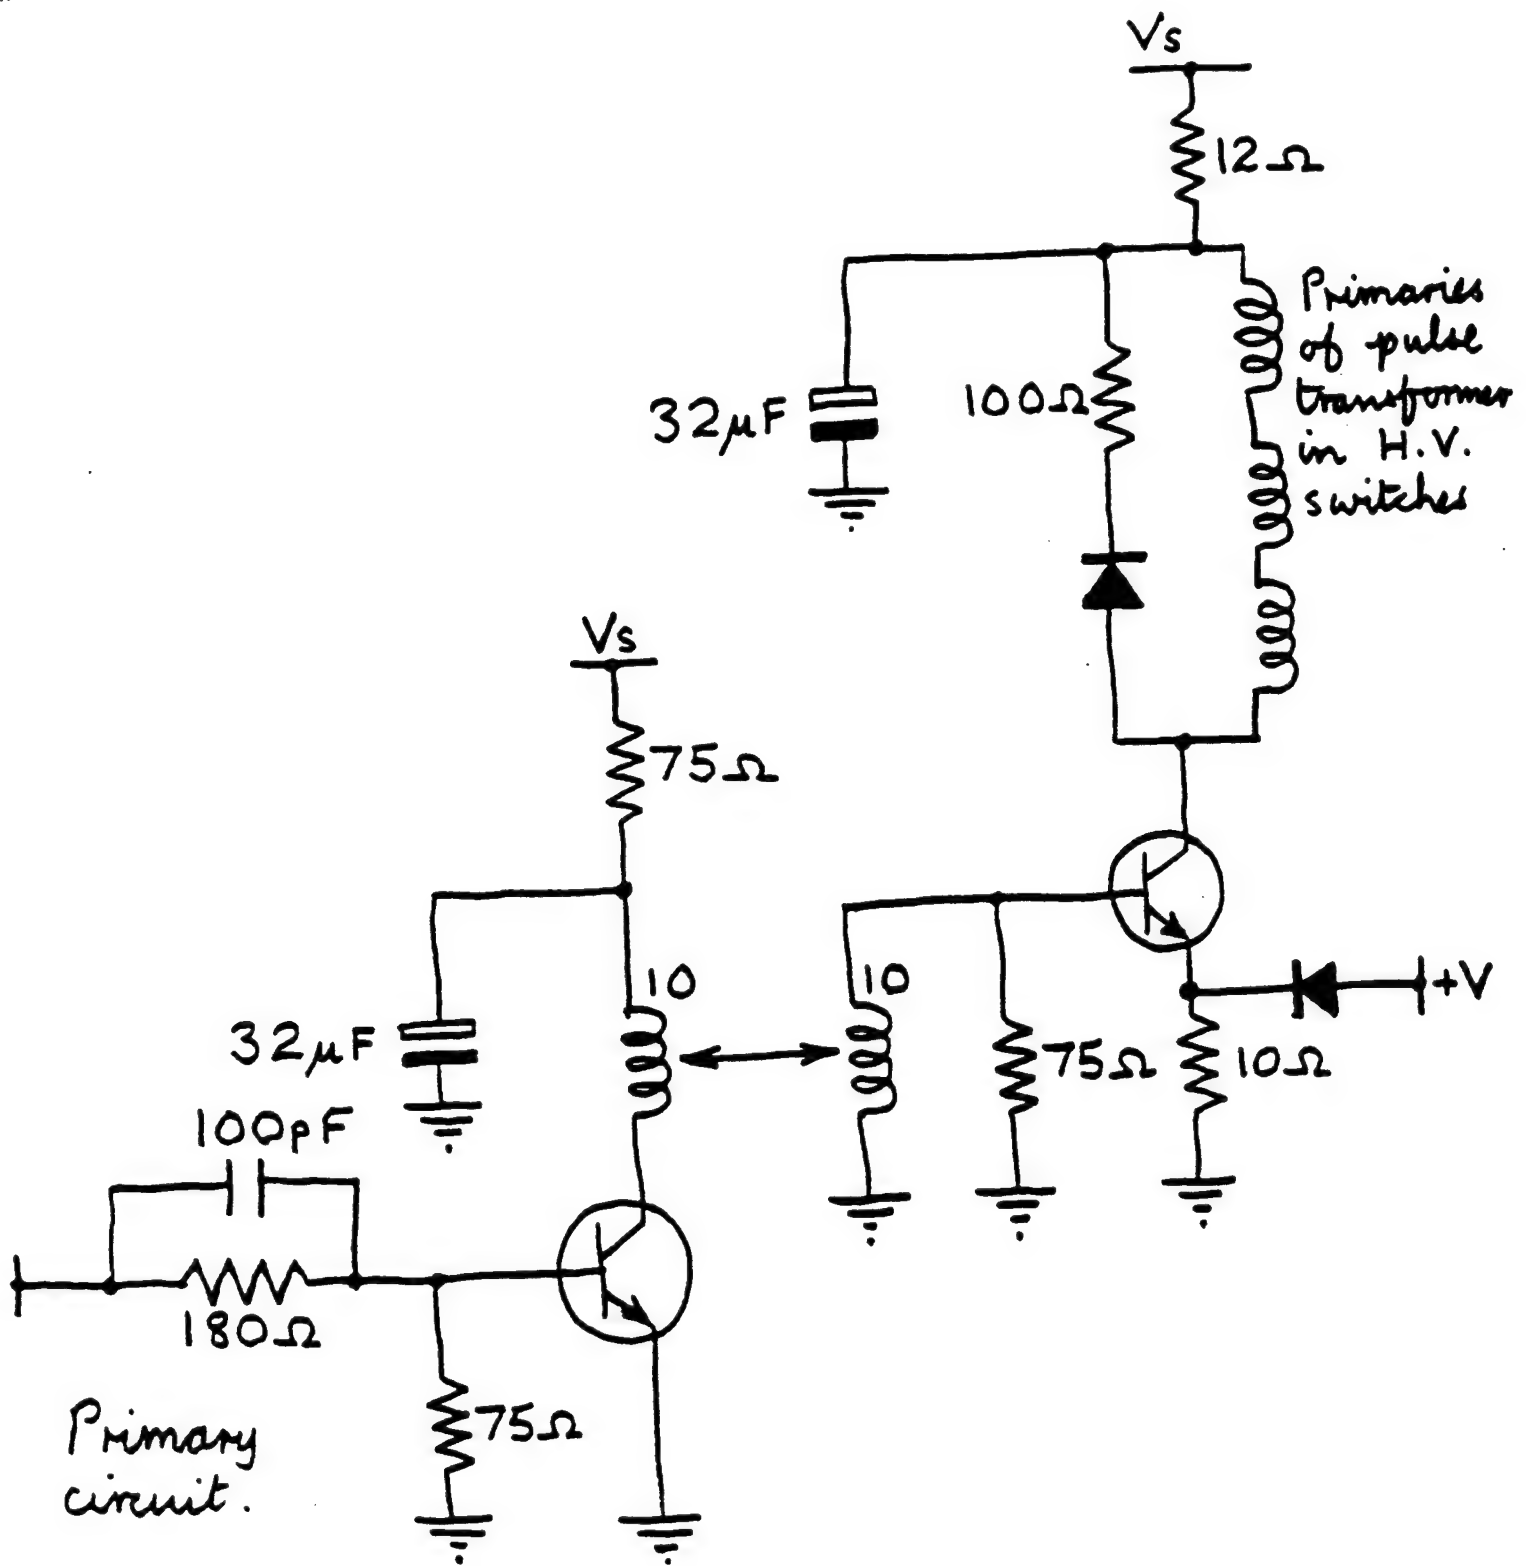 Vs
12Ω
Primaries
of pulse
transformer
in H.V.
switches
32μF
100Ω
Vs
75Ω
10
10
+V
32μF
75Ω
10Ω
100pF
180Ω
75Ω
Primary
circuit.